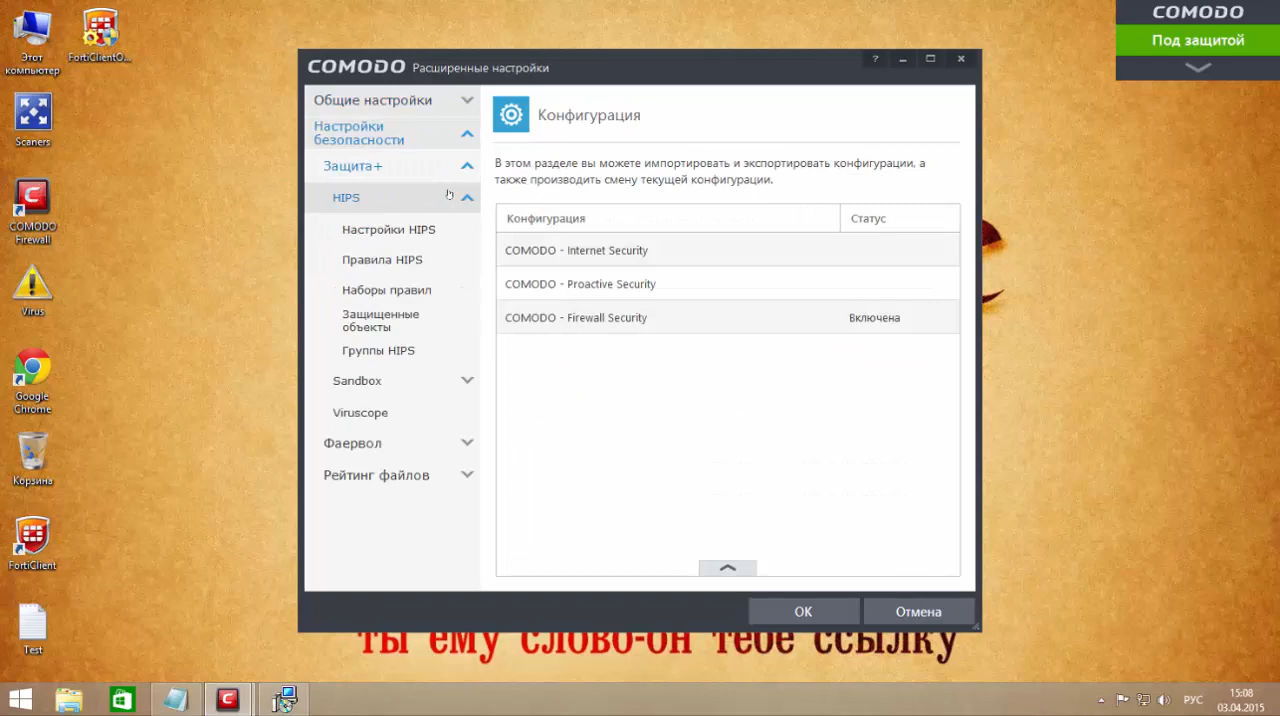 Этот
компьютер
FortiClientO...
Scaners
COMODO
Firewall
Virus
Google
Chrome
Корзина
FortiClient
Test
COMODO
Под защитой
COMODO Расширенные настройки
?
Общие настройки
Настройки
безопасности
Защита+
HIPS
Настройки HIPS
Правила HIPS
Наборы правил
Защищенные
объекты
Группы HIPS
Sandbox
Viruscope
Фаервол
Рейтинг файлов
Конфигурация
В этом разделе вы можете импортировать и экспортировать конфигурации, а
также производить смену текущей конфигурации.
Конфигурация Статус
COMODO - Internet Security
COMODO - Proactive Security
COMODO - Firewall Security Включена
OK Отмена
ты ему слово-он тебе ссылку
РУС
15:08
03.04.2015